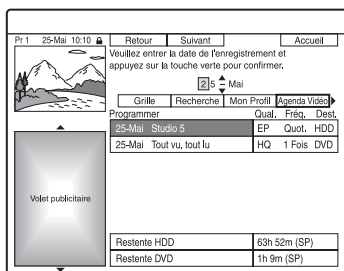 Pr 1 25-Mai 10:10 Retour Suivant Accueil
Veuillez entrer la date de l'enregistrement et
appuyez sur la touche verte pour confirmer.
25 Mai
Grille Recherche Mon Profil Agenda Vidéo
Programmer Qual. Fréq. Dest.
25-Mai Studio 5 EP Quot. HDD
25-Mai Tout vu, tout lu HQ 1 Fois DVD
Volet publicitaire
Restente HDD 63h 52m (SP)
Restente DVD 1h 9m (SP)